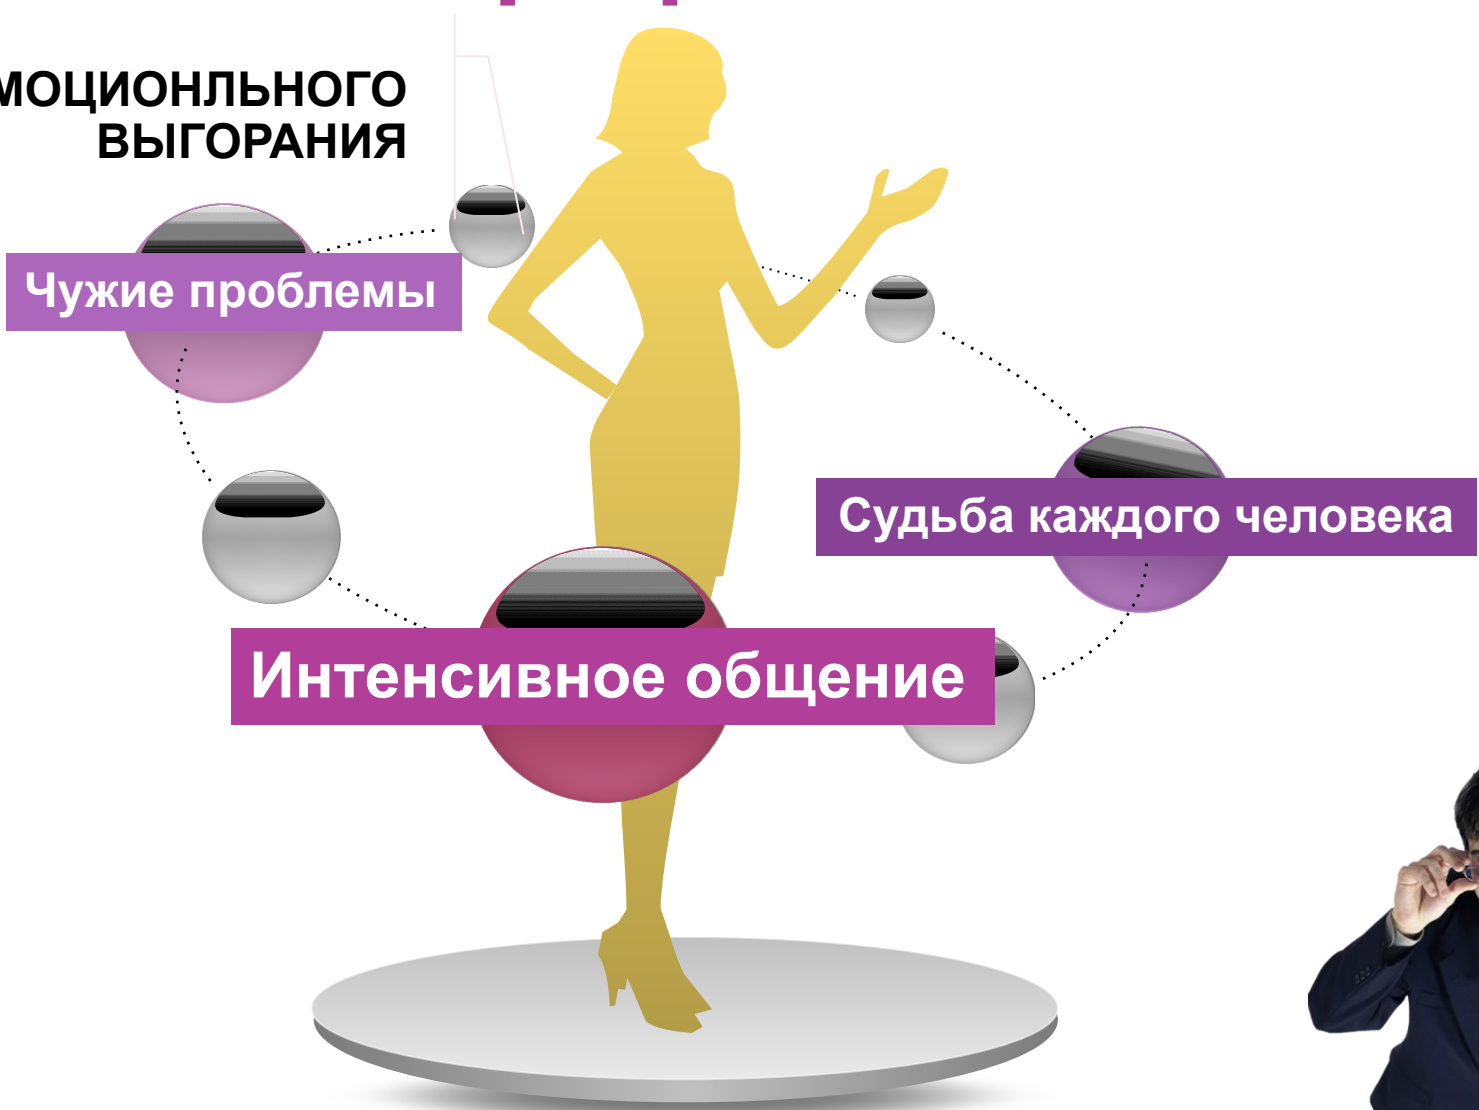 МОЦИОНЛЬНОГО
ВЫГОРАНИЯ
Чужие проблемы
Судьба каждого человека
Интенсивное общение